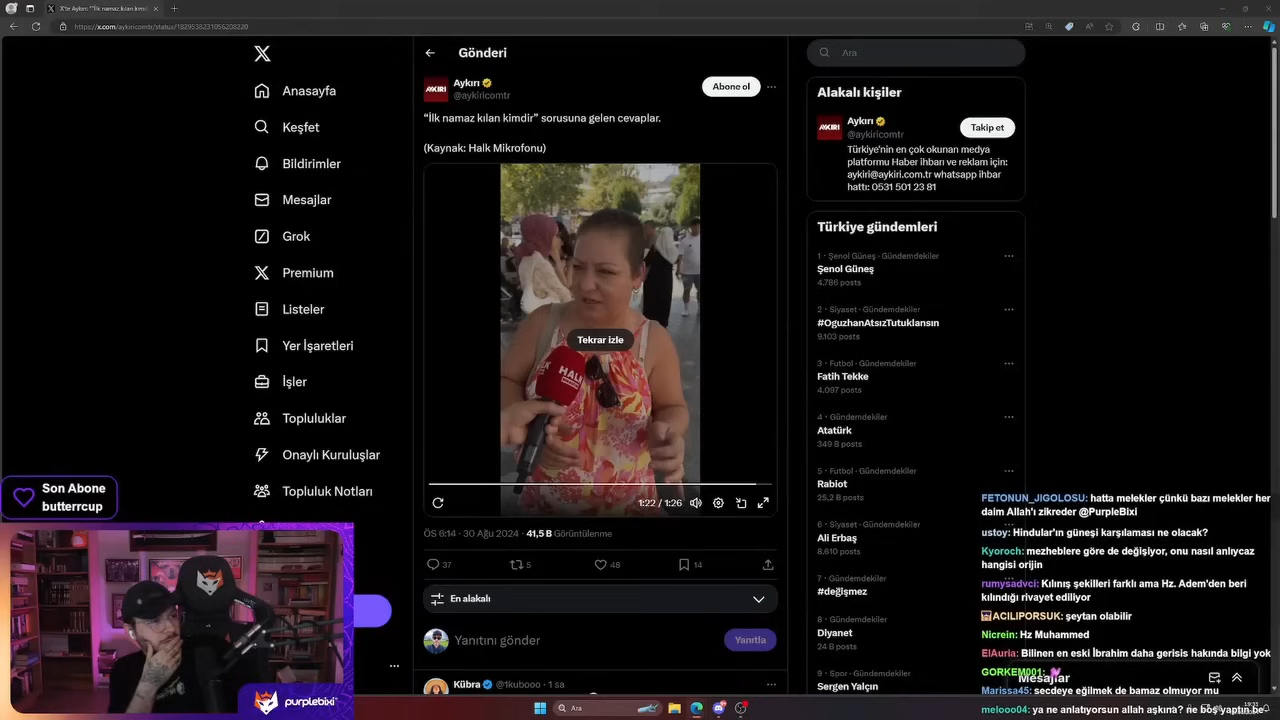 X'te Aykırı: "İlk namaz kılan kimdir"
https://x.com/aykiricomtr/status/1829538231056208220
Anasayfa
Keşfet
Bildirimler
Mesajlar
Grok
Premium
Listeler
Yer İşaretleri
İşler
Topluluklar
Onaylı Kuruluşlar
Topluluk Notları
Son Abone
butterrcup
purplebixi
Gönderi
AYKIRI
Aykırı
@aykiricomtr
Abone ol
“İlk namaz kılan kimdir” sorusuna gelen cevaplar.
(Kaynak: Halk Mikrofonu)
Tekrar izle
HALK
1:22 / 1:26
ÖS 6:14 · 30 Ağu 2024 · 41,5 B Görüntülenme
37
5
48
14
En alakalı
Yanıtını gönder
Yanıtla
Kübra @1kubooo · 1 sa
Ara
Alakalı kişiler
AYKIRI
Aykırı
@aykiricomtr
Takip et
Türkiye'nin en çok okunan medya
platformu Haber ihbarı ve reklam için:
aykiri@aykiri.com.tr whatsapp ihbar
hattı: 0531 501 23 81
Türkiye gündemleri
1 · Şenol Güneş · Gündemdekiler
Şenol Güneş
4.786 posts
2 · Siyaset · Gündemdekiler
#OguzhanAtsızTutuklansın
9.103 posts
3 · Futbol · Gündemdekiler
Fatih Tekke
4.097 posts
4 · Gündemdekiler
Atatürk
349 B posts
5 · Futbol · Gündemdekiler
Rabiot
25,2 B posts
6 · Siyaset · Gündemdekiler
Ali Erbaş
8.610 posts
7 · Gündemdekiler
#değişmez
8 · Gündemdekiler
Diyanet
24 B posts
9 · Spor · Gündemdekiler
Sergen Yalçın
FETONUN_JIGOLOSU: hatta melekler çünkü bazı melekler her
daim Allah'ı zikreder @PurpleBixi
ustoy: Hindular'ın güneşi karşılaması ne olacak?
Kyoroch: mezheblere göre de değişiyor, onu nasıl anlıycaz
hangisi orijin
rumysadvci: Kılınış şekilleri farklı ama Hz. Adem'den beri
kılındığı rivayet ediliyor
ACILIPORSUK: şeytan olabilir
Nicrein: Hz Muhammed
ElAuria: Bilinen en eski İbrahim daha gerisis hakında bilgi yok
GORKEM001:
Mesajlar
Marissa45: secdeye eğilmek de bamaz olmuyor mu
melooo04: ya ne anlatıyorsun allah aşkına? ne boş yaptın be
Ara
19:31